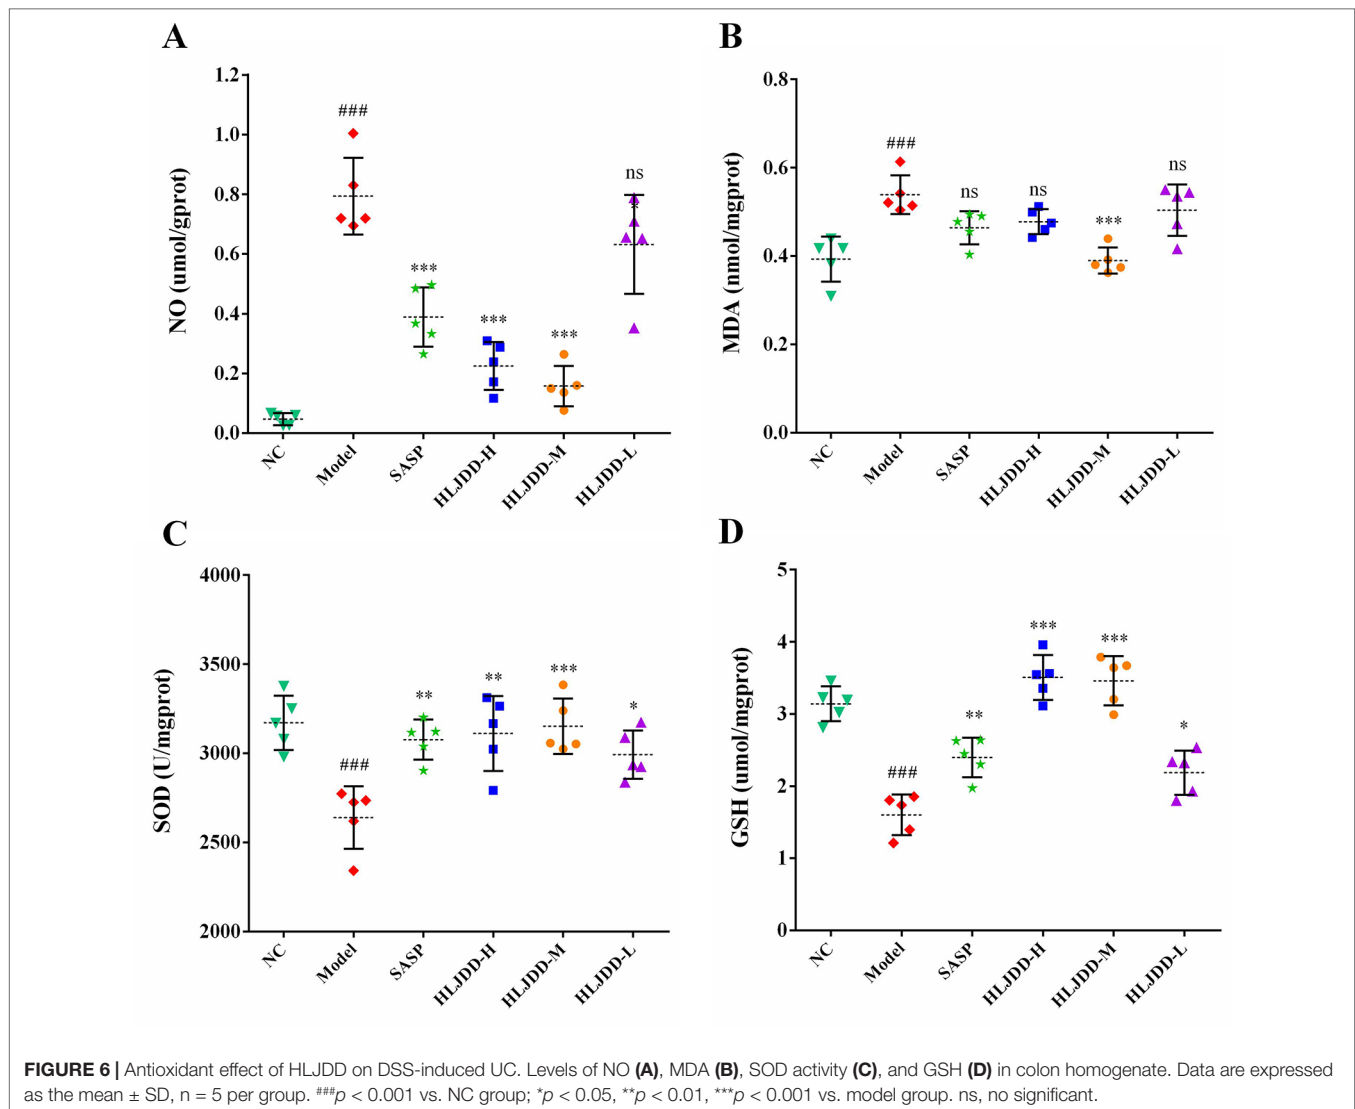 A
NO (umol/gprot)
1.2
1.0
0.8
0.6
0.4
0.2
0.0
###
***
***
***
ns
*
NC
Model
SASP
HLJDD-H
HLJDD-M
HLJDD-L
B
MDA (nmol/mgprot)
0.8
0.6
0.4
0.2
0.0
###
ns
ns
***
ns
NC
Model
SASP
HLJDD-H
HLJDD-M
HLJDD-L
C
SOD (U/mgprot)
4000
3500
3000
2500
2000
###
**
**
***
*
NC
Model
SASP
HLJDD-H
HLJDD-M
HLJDD-L
D
GSH (umol/mgprot)
5
4
3
2
1
0
###
**
***
***
*
NC
Model
SASP
HLJDD-H
HLJDD-M
HLJDD-L
FIGURE 6 | Antioxidant effect of HLJDD on DSS-induced UC. Levels of NO (A), MDA (B), SOD activity (C), and GSH (D) in colon homogenate. Data are expressed
as the mean ± SD, n = 5 per group. ###p < 0.001 vs. NC group; *p < 0.05, **p < 0.01, ***p < 0.001 vs. model group. ns, no significant.